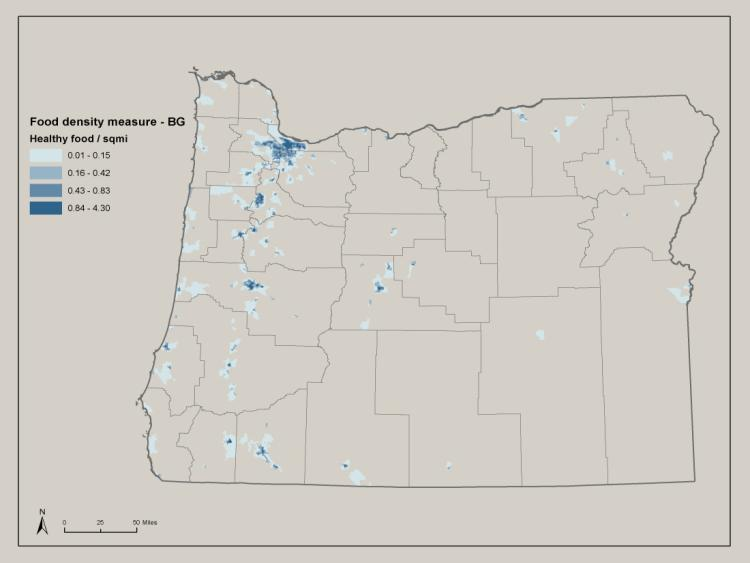 Food density measure - BG
Healthy food / sqmi
0.01 - 0.15
0.16 - 0.42
0.43 - 0.83
0.84 - 4.30
N
0 25 50 Miles